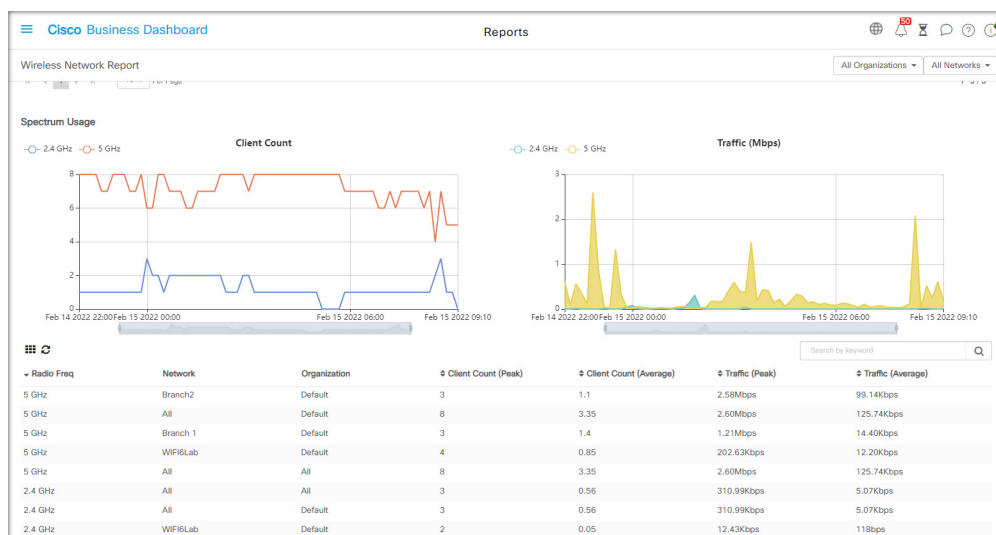 Cisco Business Dashboard
Reports
50
Wireless Network Report
All Organizations
All Networks
Per Page
Spectrum Usage
2.4 GHz 5 GHz
Client Count
8
6
4
2
0
Feb 14 2022 22:00 Feb 15 2022 00:00 Feb 15 2022 06:00 Feb 15 2022 09:10
2.4 GHz 5 GHz
Traffic (Mbps)
3
2
1
0
Feb 14 2022 22:00 Feb 15 2022 00:00 Feb 15 2022 06:00 Feb 15 2022 09:10
Search by keyword
Radio Freq Network Organization Client Count (Peak) Client Count (Average) Traffic (Peak) Traffic (Average)
5 GHz Branch2 Default 3 1.1 2.58Mbps 99.14Kbps
5 GHz All Default 8 3.35 2.60Mbps 125.74Kbps
5 GHz Branch 1 Default 3 1.4 1.21Mbps 14.40Kbps
5 GHz WIFI6Lab Default 4 0.85 202.63Kbps 12.20Kbps
5 GHz All All 8 3.35 2.60Mbps 125.74Kbps
2.4 GHz All All 3 0.56 310.99Kbps 5.07Kbps
2.4 GHz All Default 3 0.56 310.99Kbps 5.07Kbps
2.4 GHz WIFI6Lab Default 2 0.05 12.43Kbps 118bps